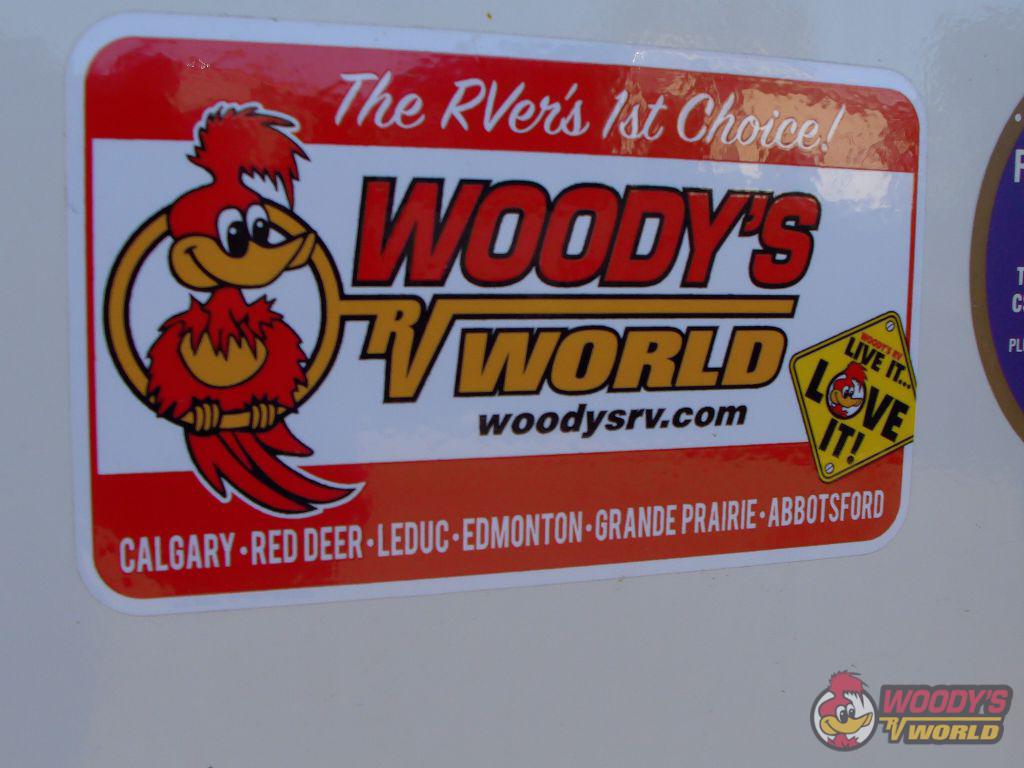 The RVer's 1st Choice!
WOODY'S
RV WORLD
woodysrv.com
WOODY'S RV
LIVE IT...
LOVE
IT!
CALGARY·RED DEER·LEDUC·EDMONTON·GRANDE PRAIRIE·ABBOTSFORD
WOODY'S
RV WORLD